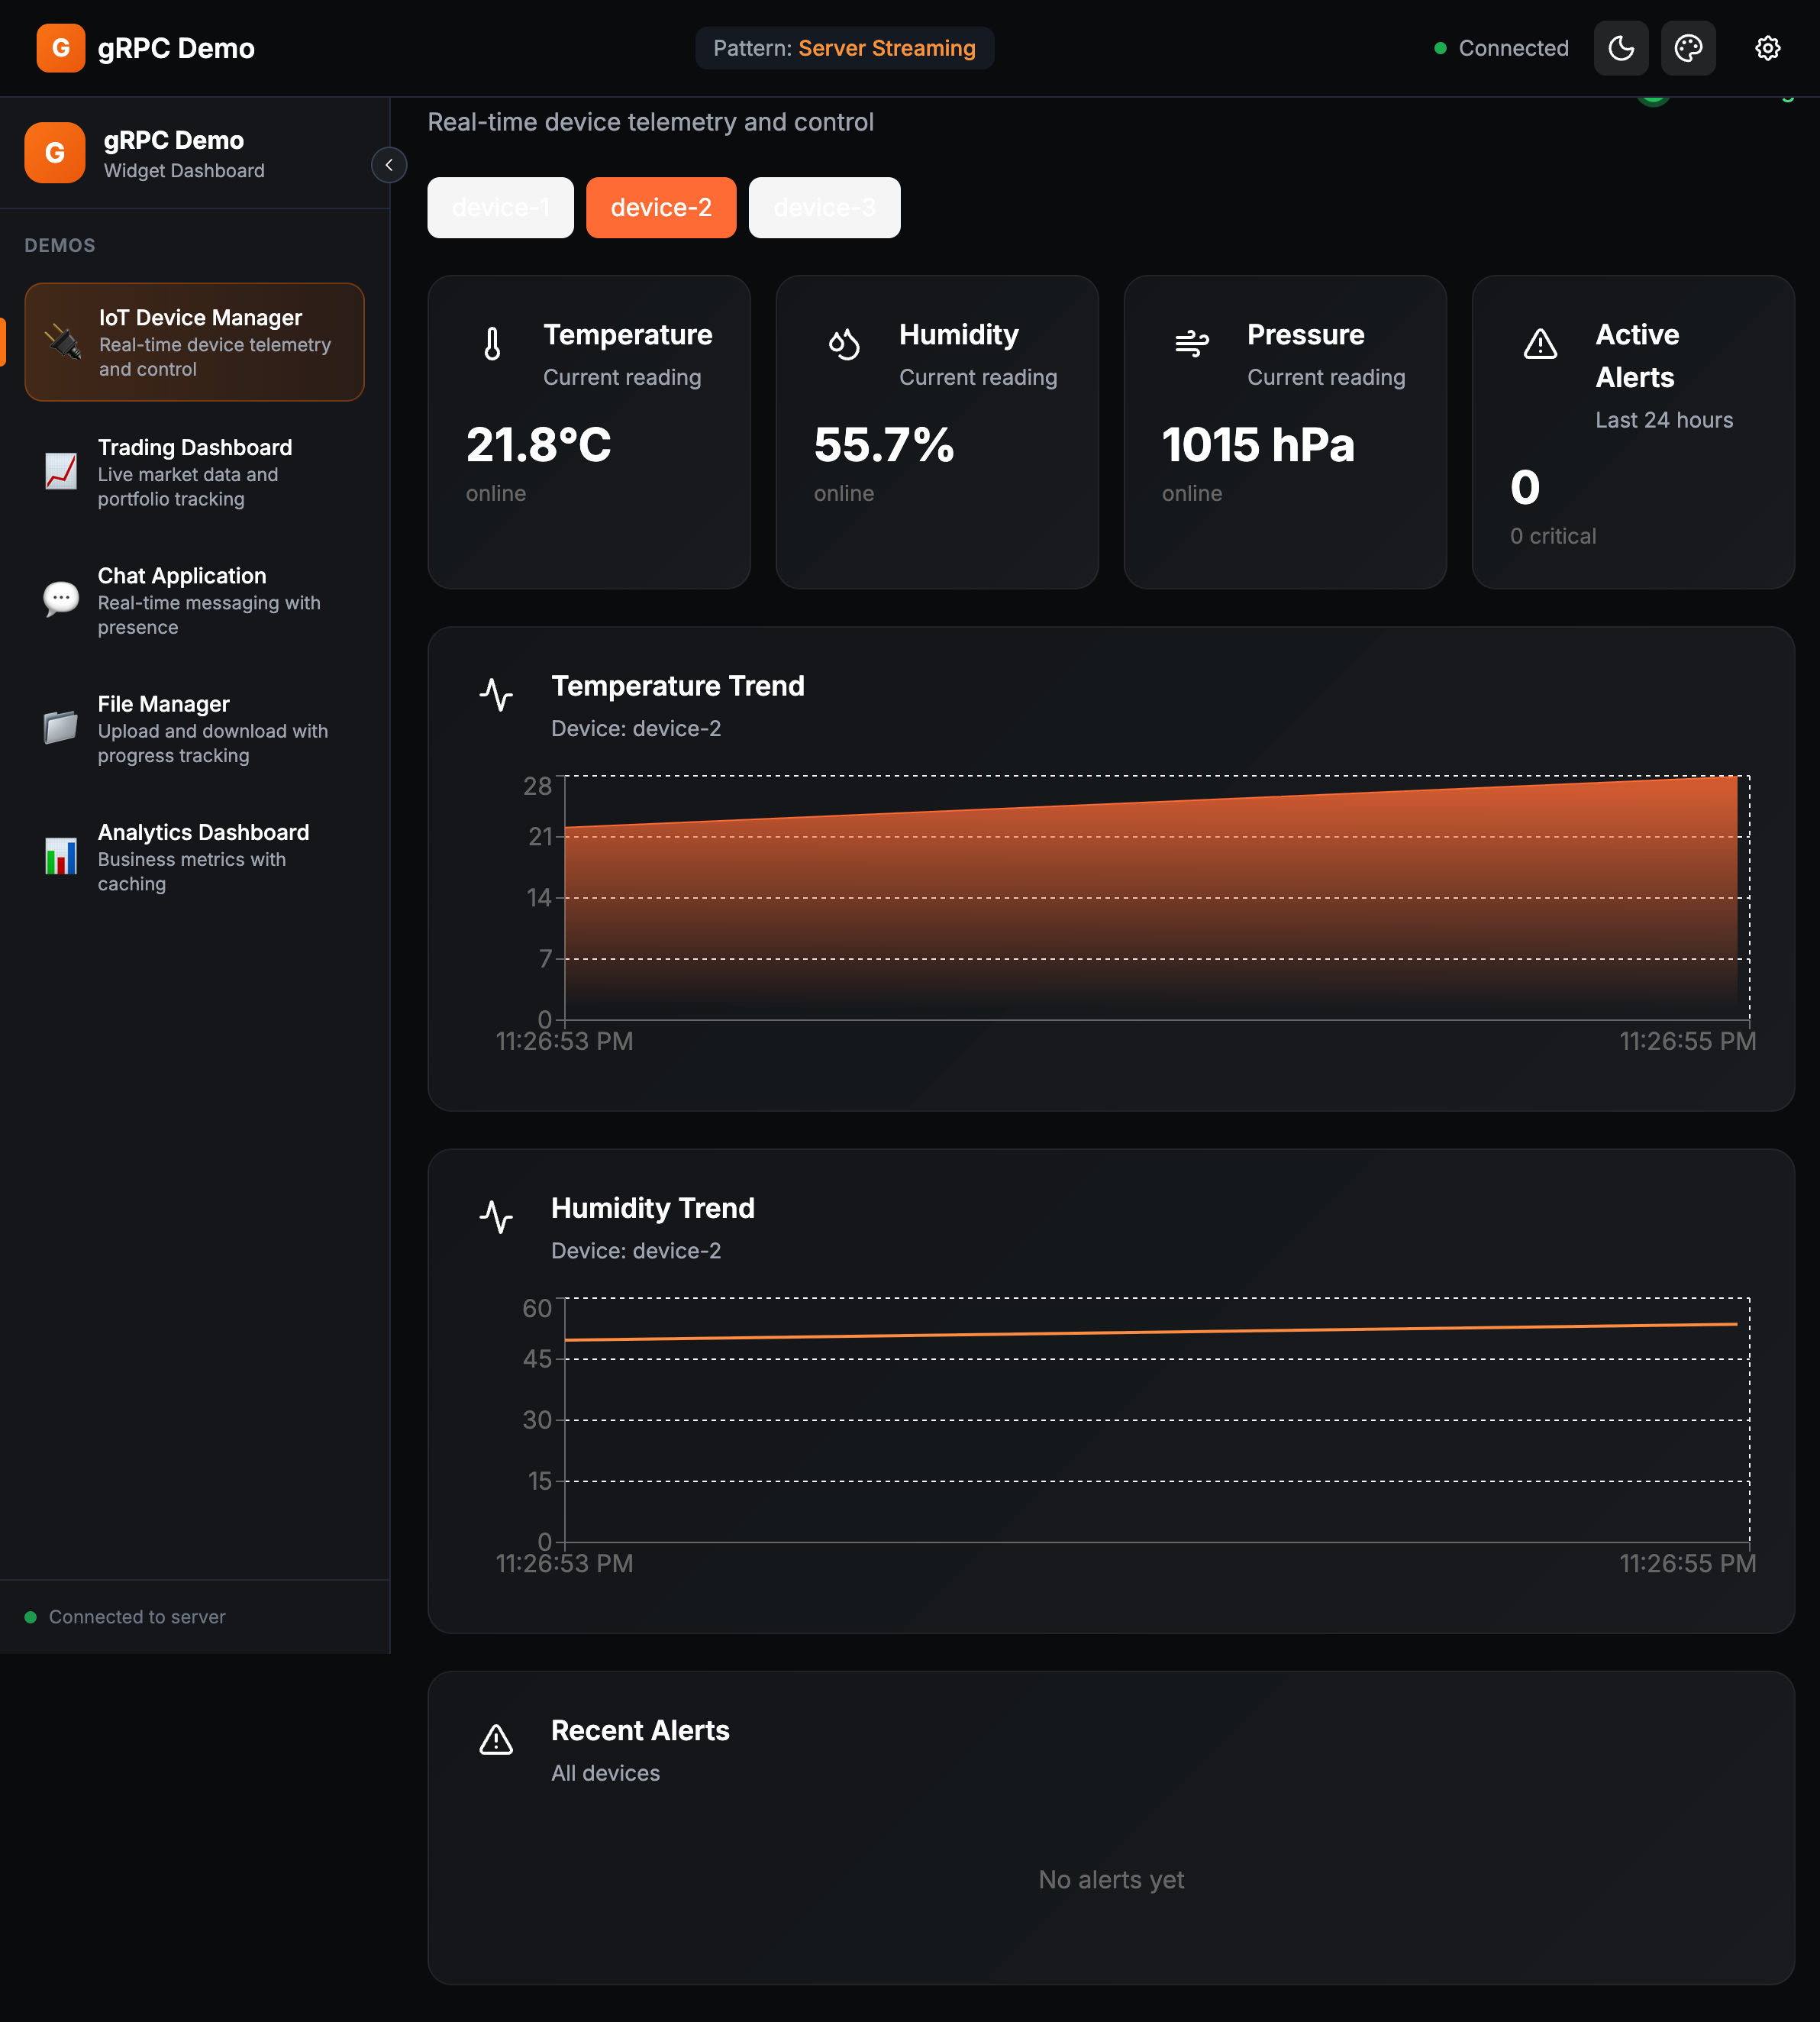 G gRPC Demo
Pattern: Server Streaming
Connected
G
gRPC Demo
Widget Dashboard
DEMOS
IoT Device Manager
Real-time device telemetry
and control
Trading Dashboard
Live market data and
portfolio tracking
Chat Application
Real-time messaging with
presence
File Manager
Upload and download with
progress tracking
Analytics Dashboard
Business metrics with
caching
Connected to server
Real-time device telemetry and control
device-1 device-2 device-3
Temperature
Current reading
21.8°C
online
Humidity
Current reading
55.7%
online
Pressure
Current reading
1015 hPa
online
Active
Alerts
Last 24 hours
0
0 critical
Temperature Trend
Device: device-2
28
21
14
7
0
11:26:53 PM 11:26:55 PM
Humidity Trend
Device: device-2
60
45
30
15
0
11:26:53 PM 11:26:55 PM
Recent Alerts
All devices
No alerts yet